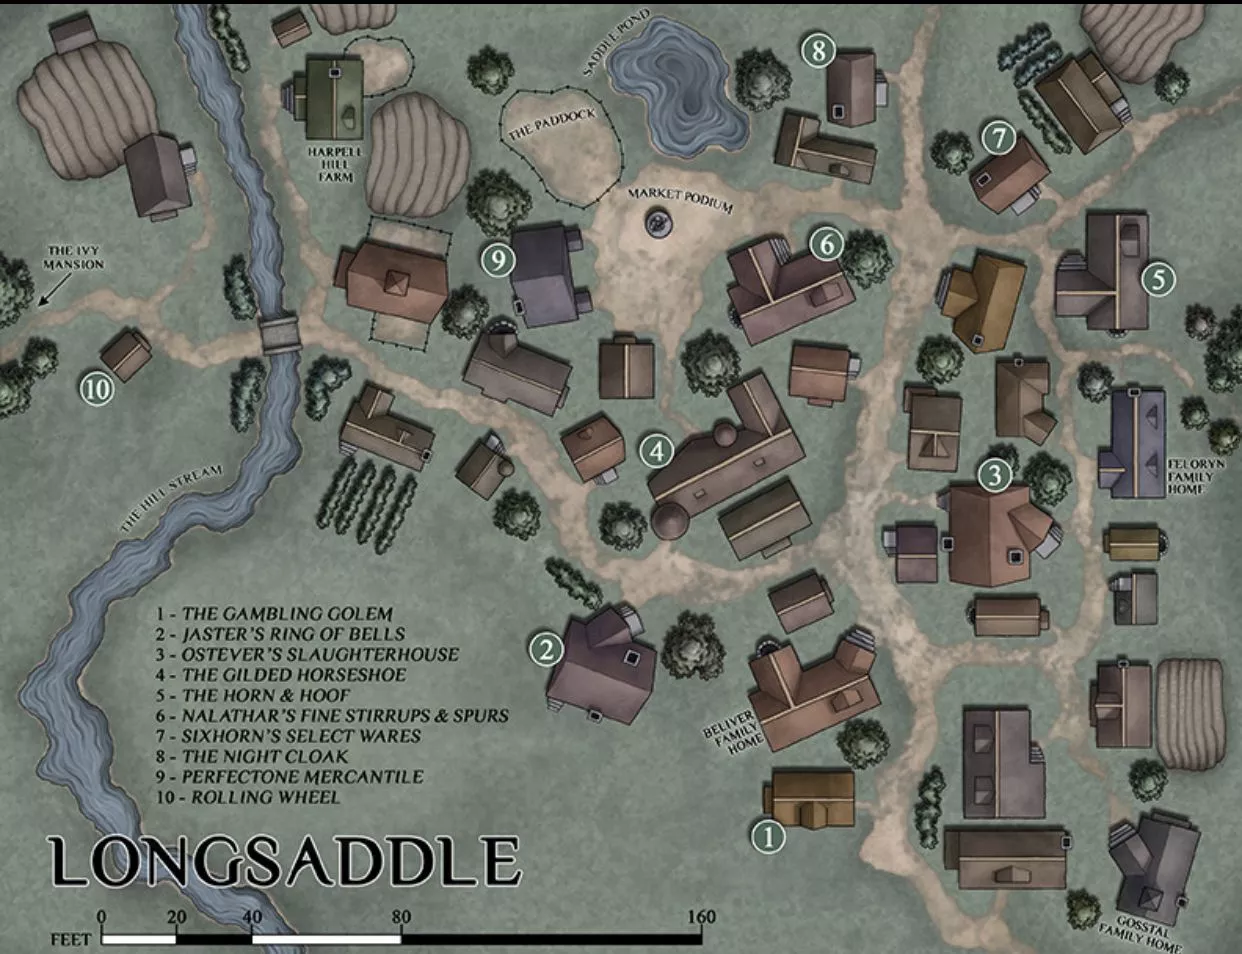 SADDLE POND
8
THE PADDOCK
HARPELL
HILL
FARM
7
MARKET PODIUM
THE IVY
MANSION
9
6
5
10
4
3
FELORYN
FAMILY
HOME
THE HILL STREAM
1 - THE GAMBLING GOLEM
2 - JASTER'S RING OF BELLS
3 - OSTEVER'S SLAUGHTERHOUSE
4 - THE GILDED HORSESHOE
5 - THE HORN & HOOF
6 - NALATHAR'S FINE STIRRUPS & SPURS
7 - SIXHORN'S SELECT WARES
8 - THE NIGHT CLOAK
9 - PERFECTONE MERCANTILE
10 - ROLLING WHEEL
2
BELIVER
FAMILY
HOME
1
LONGSADDLE
0 20 40 80 160
FEET
GOSSTAL
FAMILY HOME